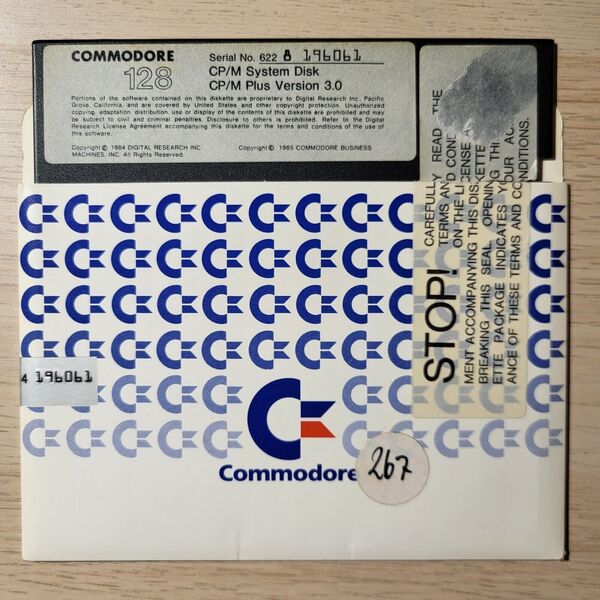 COMMODORE
128
Serial No. 622 8 196061
CP/M System Disk
CP/M Plus Version 3.0
Portions of the software contained on this diskette are proprietary to Digital Research Inc. Pacific
Grove, California, and are covered by United States and other copyright protection. Unauthorized
copying, adaptation, distribution, use or display of the contents of this diskette are prohibited and may
be subject to civil and criminal penalties. Disclosure to others is prohibited. Refer to the Digital
Research License Agreement accompanying this diskette for the terms and conditions of the use of
this software.
Copyright © 1984 DIGITAL RESEARCH INC. Copyright © 1985 COMMODORE BUSINESS
MACHINES, INC. All Rights Reserved.
STOP! CAREFULLY READ THE
TERMS AND COND
ON THE LICENSE A
MENT ACCOMPANYING THIS DISKETTE
BREAKING THIS SEAL, OPENING THI
ETTE PACKAGE INDICATES YOUR AC
ANCE OF THESE TERMS AND CONDITIONS.
4 196061
Commodore
267